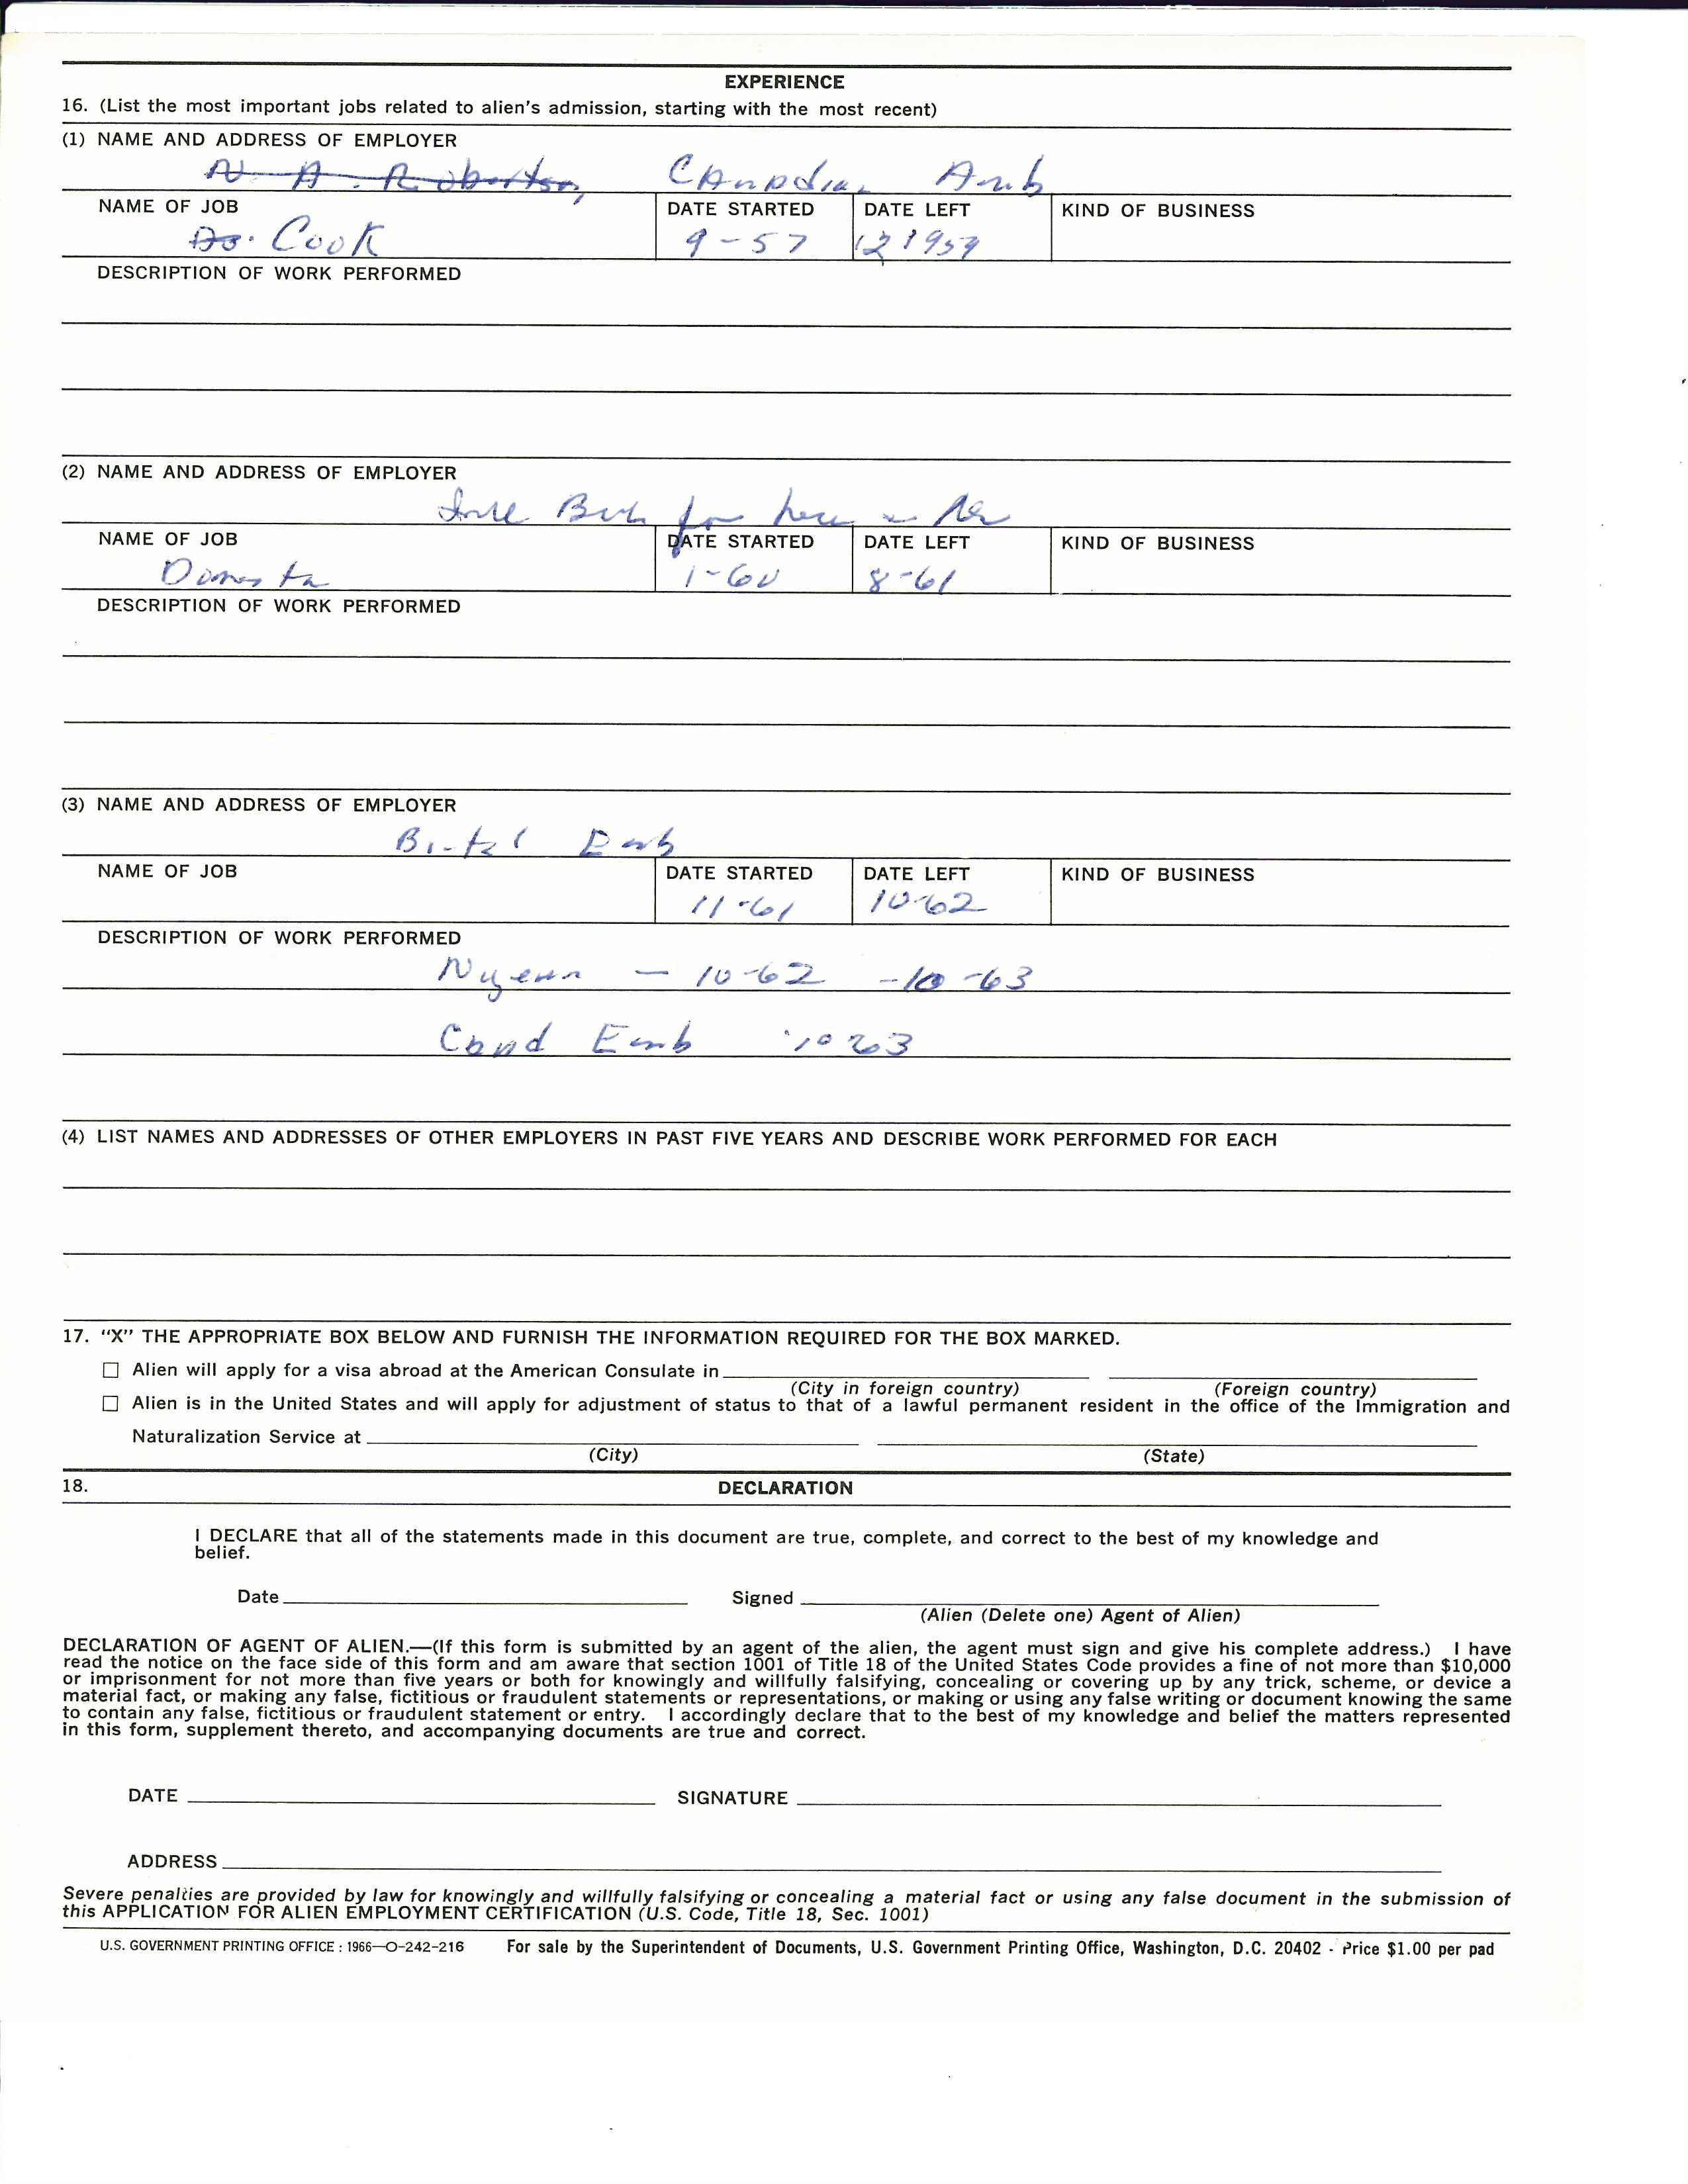 EXPERIENCE
16. (List the most important jobs related to alien's admission, starting with the most recent)
(1) NAME AND ADDRESS OF EMPLOYER
N. A. Robertson, Canadian Amb
NAME OF JOB DATE STARTED DATE LEFT KIND OF BUSINESS
Do. Cook 9-57 12 1959
DESCRIPTION OF WORK PERFORMED
(2) NAME AND ADDRESS OF EMPLOYER
for
NAME OF JOB DATE STARTED DATE LEFT KIND OF BUSINESS
1-60 8-61
DESCRIPTION OF WORK PERFORMED
(3) NAME AND ADDRESS OF EMPLOYER
Emb
NAME OF JOB DATE STARTED DATE LEFT KIND OF BUSINESS
11-61 10-62
DESCRIPTION OF WORK PERFORMED
— 10-62 -10-63
Emb 10 63
(4) LIST NAMES AND ADDRESSES OF OTHER EMPLOYERS IN PAST FIVE YEARS AND DESCRIBE WORK PERFORMED FOR EACH
17. "X" THE APPROPRIATE BOX BELOW AND FURNISH THE INFORMATION REQUIRED FOR THE BOX MARKED.
☐ Alien will apply for a visa abroad at the American Consulate in
(City in foreign country) (Foreign country)
☐ Alien is in the United States and will apply for adjustment of status to that of a lawful permanent resident in the office of the Immigration and
Naturalization Service at
(City) (State)
18. DECLARATION
I DECLARE that all of the statements made in this document are true, complete, and correct to the best of my knowledge and
belief.
Date Signed
(Alien (Delete one) Agent of Alien)
DECLARATION OF AGENT OF ALIEN.—(If this form is submitted by an agent of the alien, the agent must sign and give his complete address.) I have
read the notice on the face side of this form and am aware that section 1001 of Title 18 of the United States Code provides a fine of not more than $10,000
or imprisonment for not more than five years or both for knowingly and willfully falsifying, concealing or covering up by any trick, scheme, or device a
material fact, or making any false, fictitious or fraudulent statements or representations, or making or using any false writing or document knowing the same
to contain any false, fictitious or fraudulent statement or entry. I accordingly declare that to the best of my knowledge and belief the matters represented
in this form, supplement thereto, and accompanying documents are true and correct.
DATE SIGNATURE
ADDRESS
Severe penalties are provided by law for knowingly and willfully falsifying or concealing a material fact or using any false document in the submission of
this APPLICATION FOR ALIEN EMPLOYMENT CERTIFICATION (U.S. Code, Title 18, Sec. 1001)
U.S. GOVERNMENT PRINTING OFFICE : 1966—O-242-216 For sale by the Superintendent of Documents, U.S. Government Printing Office, Washington, D.C. 20402 - Price $1.00 per pad